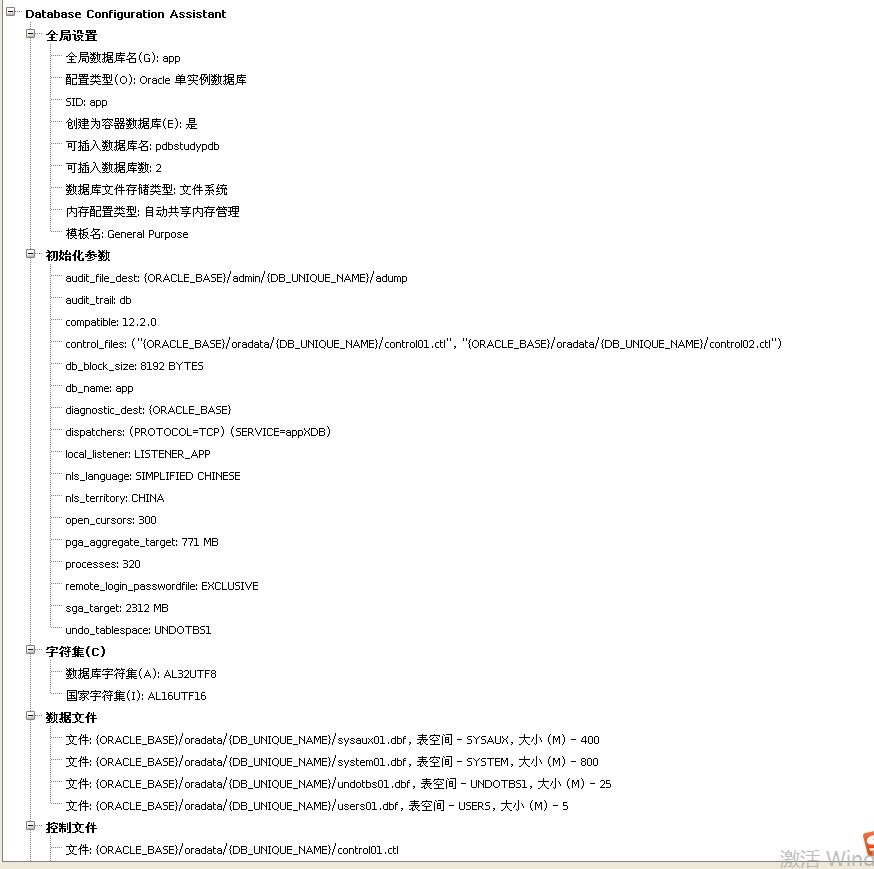 Database Configuration Assistant
全局设置
全局数据库名(G): app
配置类型(O): Oracle 单实例数据库
SID: app
创建为容器数据库(E): 是
可插入数据库名: pdbstudypdb
可插入数据库数: 2
数据库文件存储类型: 文件系统
内存配置类型: 自动共享内存管理
模板名: General Purpose
初始化参数
audit_file_dest: {ORACLE_BASE}/admin/{DB_UNIQUE_NAME}/adump
audit_trail: db
compatible: 12.2.0
control_files: ("{ORACLE_BASE}/oradata/{DB_UNIQUE_NAME}/control01.ctl", "{ORACLE_BASE}/oradata/{DB_UNIQUE_NAME}/control02.ctl")
db_block_size: 8192 BYTES
db_name: app
diagnostic_dest: {ORACLE_BASE}
dispatchers: (PROTOCOL=TCP) (SERVICE=appXDB)
local_listener: LISTENER_APP
nls_language: SIMPLIFIED CHINESE
nls_territory: CHINA
open_cursors: 300
pga_aggregate_target: 771 MB
processes: 320
remote_login_passwordfile: EXCLUSIVE
sga_target: 2312 MB
undo_tablespace: UNDOTBS1
字符集(C)
数据库字符集(A): AL32UTF8
国家字符集(I): AL16UTF16
数据文件
文件: {ORACLE_BASE}/oradata/{DB_UNIQUE_NAME}/sysaux01.dbf, 表空间 - SYSAUX, 大小 (M) - 400
文件: {ORACLE_BASE}/oradata/{DB_UNIQUE_NAME}/system01.dbf, 表空间 - SYSTEM, 大小 (M) - 800
文件: {ORACLE_BASE}/oradata/{DB_UNIQUE_NAME}/undotbs01.dbf, 表空间 - UNDOTBS1, 大小 (M) - 25
文件: {ORACLE_BASE}/oradata/{DB_UNIQUE_NAME}/users01.dbf, 表空间 - USERS, 大小 (M) - 5
控制文件
文件: {ORACLE_BASE}/oradata/{DB_UNIQUE_NAME}/control01.ctl
激活 Wind